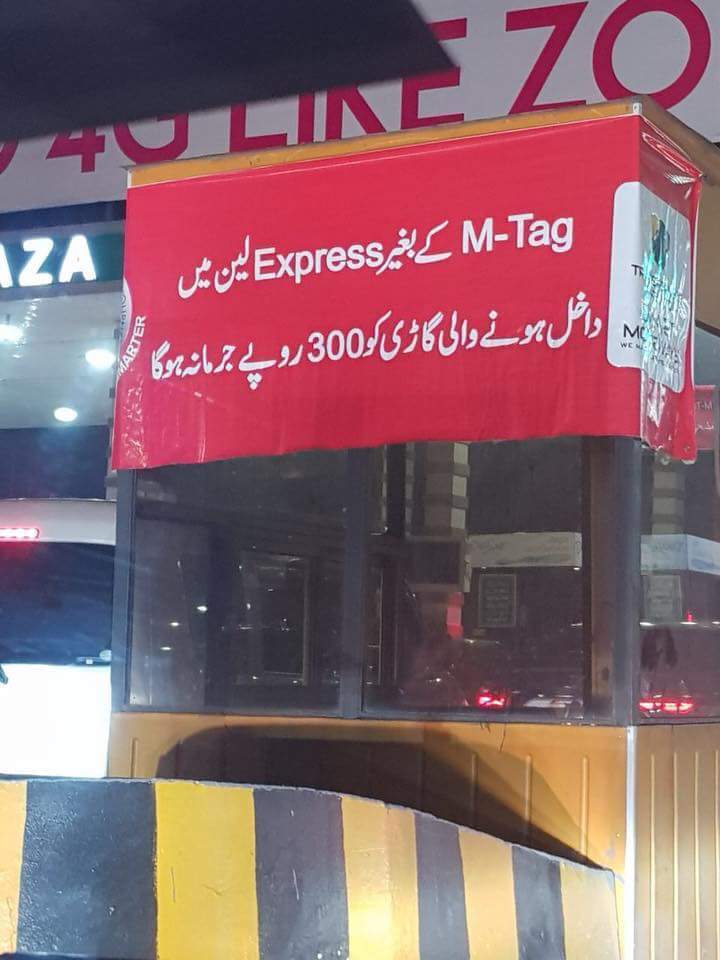 4G LIKE ZO
AZA
M-Tag کے بغیر Express لین میں
داخل ہونے والی گاڑی کو 300 روپے جرمانہ ہوگا